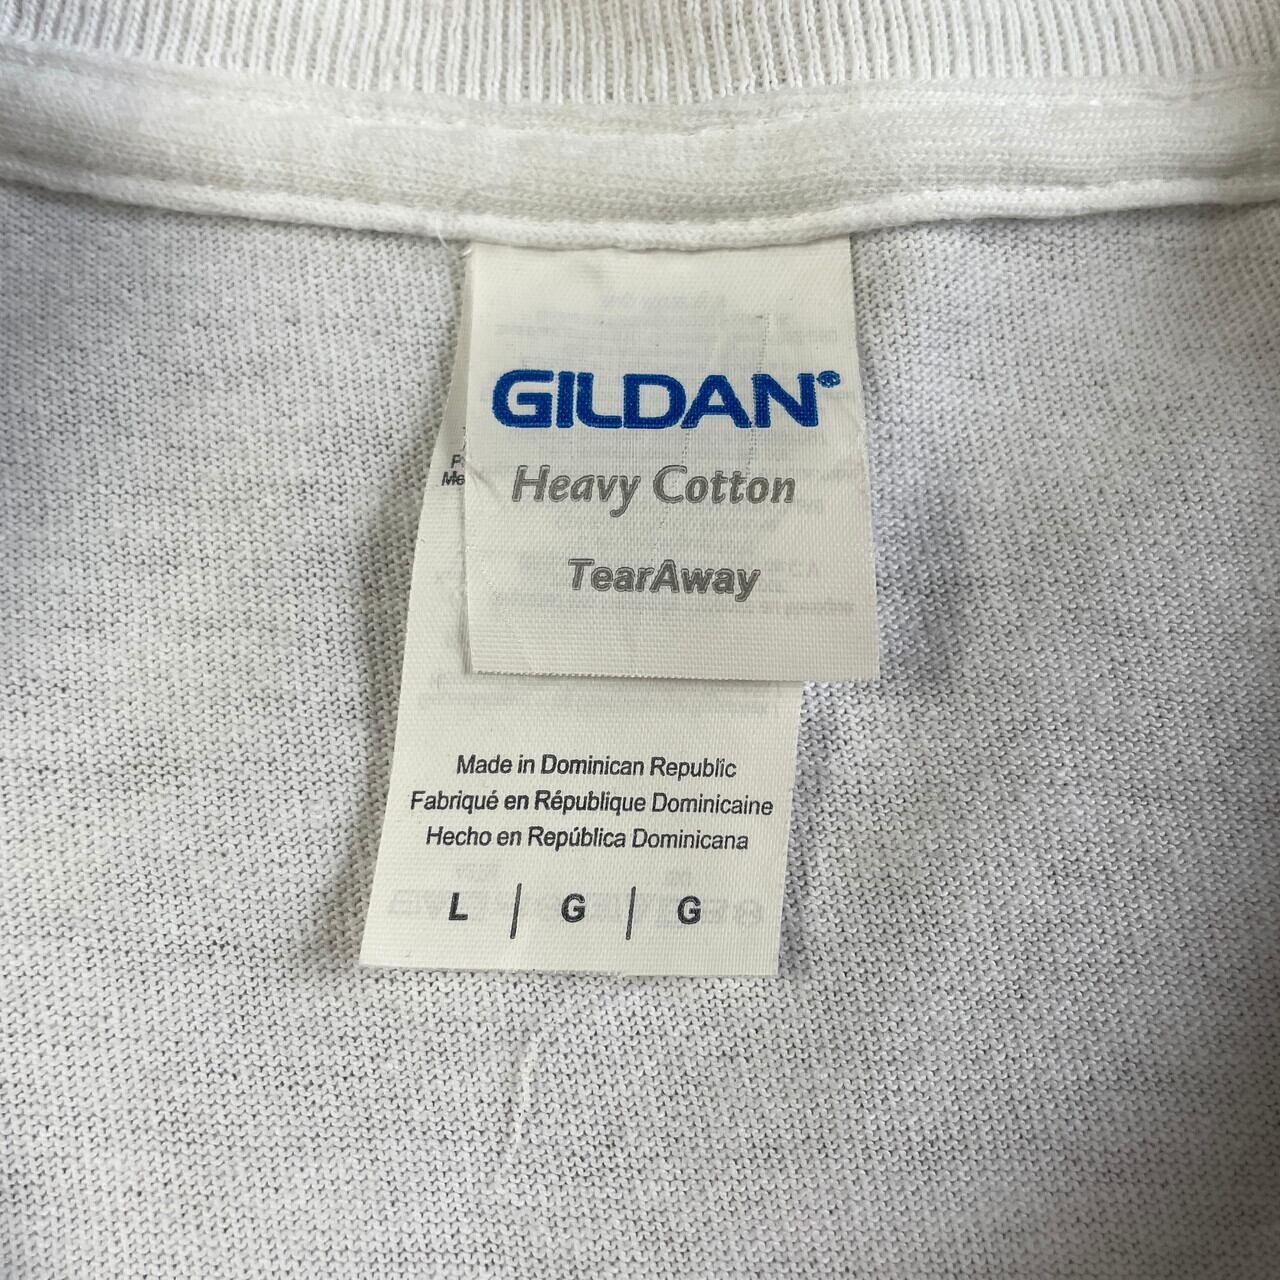 GILDAN®
Heavy Cotton
TearAway
Made in Dominican Republic
Fabriqué en République Dominicaine
Hecho en República Dominicana
L | G | G